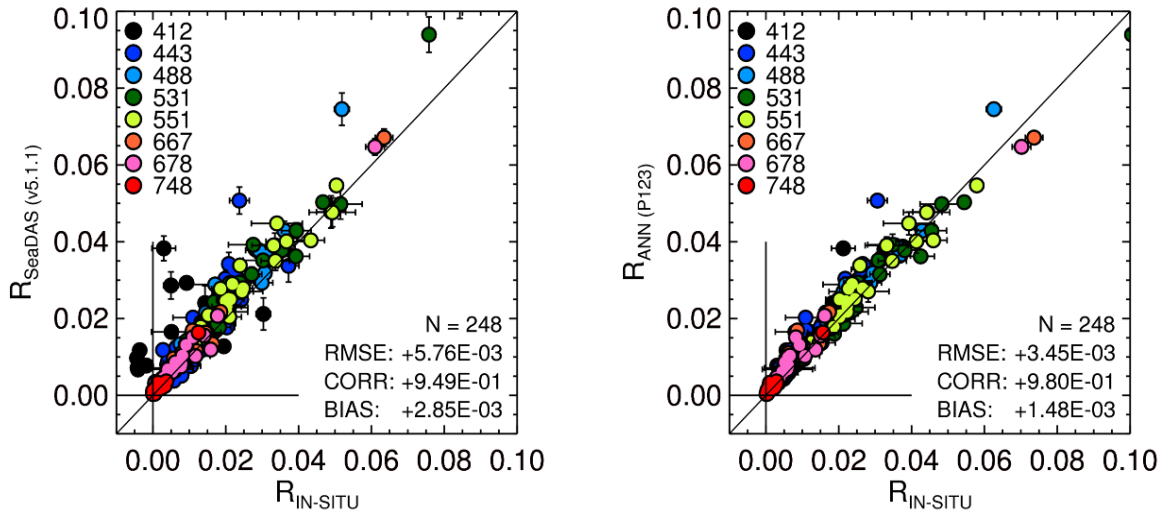 0.10
0.08
0.06
0.04
0.02
0.00
R SeaDAS (v5.1.1)
412
443
488
531
551
667
678
748
N = 248
RMSE: +5.76E-03
CORR: +9.49E-01
BIAS: +2.85E-03
0.00 0.02 0.04 0.06 0.08 0.10
R IN-SITU
0.10
0.08
0.06
0.04
0.02
0.00
R ANN (P123)
412
443
488
531
551
667
678
748
N = 248
RMSE: +3.45E-03
CORR: +9.80E-01
BIAS: +1.48E-03
0.00 0.02 0.04 0.06 0.08 0.10
R IN-SITU